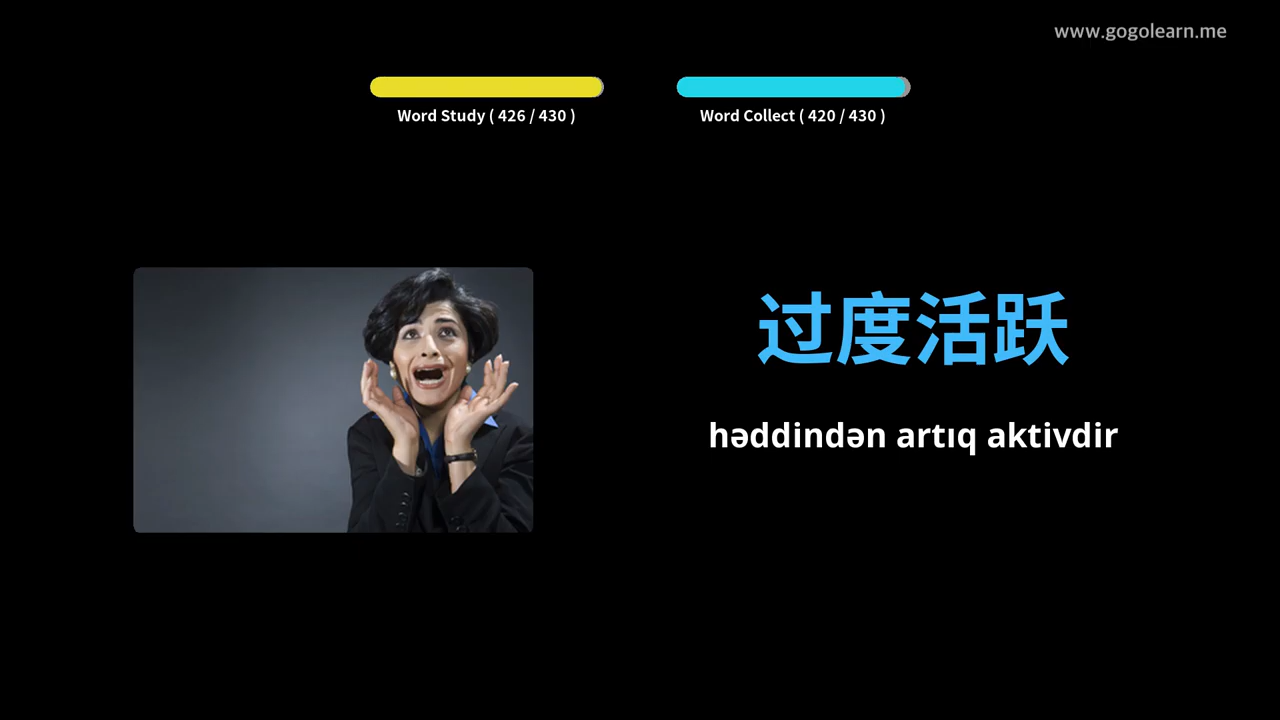 www.gogolearn.me
Word Study ( 426 / 430 )
Word Collect ( 420 / 430 )
过度活跃
həddindən artıq aktivdir